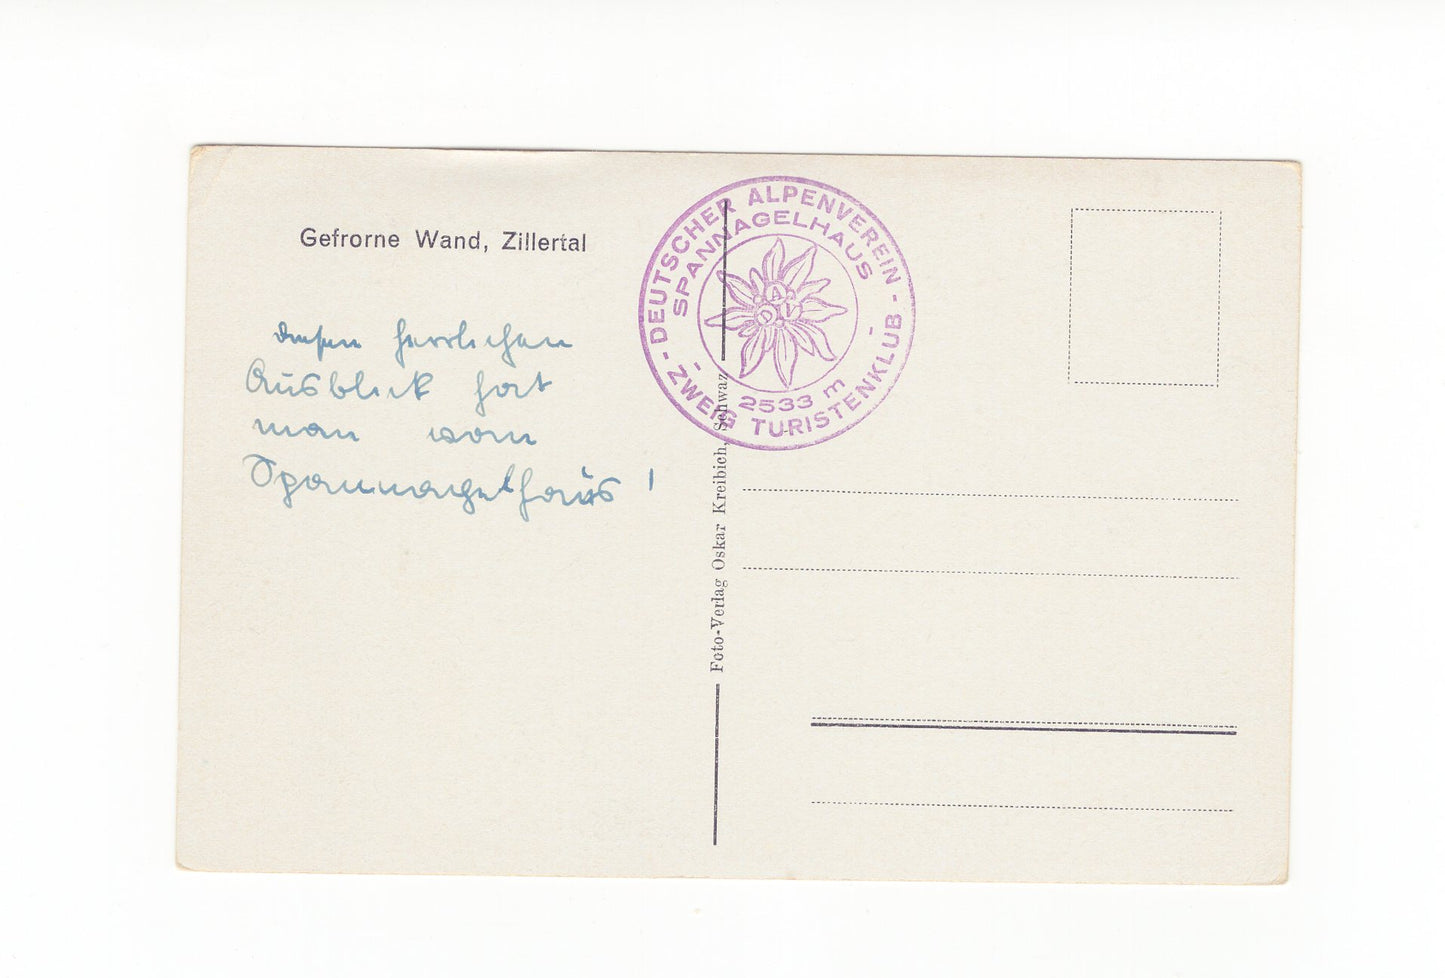 Gefrorne Wand, Zillertal
diesen herrlichen
Ausblick hat
man vom
Spannagelhaus!
DEUTSCHER ALPENVEREIN
SPANNAGELHAUS
DAV
2533 m
- ZWEIG TURISTENKLUB -
Foto-Verlag Oskar Kreibich, Schwaz